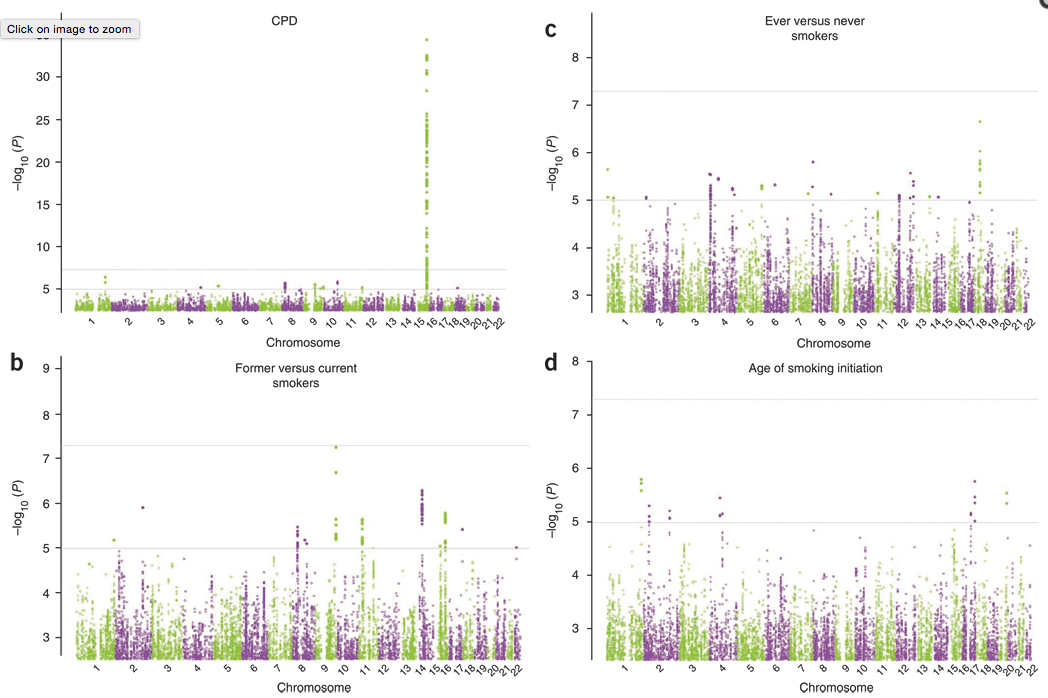 Click on image to zoom
CPD
30
25
20
15
10
5
–log10 (P)
1 2 3 4 5 6 7 8 9 10 11 12 13 14 15 16 17 18 19 20 21 22
Chromosome
c
Ever versus never
smokers
8
7
6
5
4
3
–log10 (P)
1 2 3 4 5 6 7 8 9 10 11 12 13 14 15 16 17 18 19 20 21 22
Chromosome
b
Former versus current
smokers
9
8
7
6
5
4
3
–log10 (P)
1 2 3 4 5 6 7 8 9 10 11 12 13 14 15 16 17 18 19 20 21 22
Chromosome
d
Age of smoking initiation
8
7
6
5
4
3
–log10 (P)
1 2 3 4 5 6 7 8 9 10 11 12 13 14 15 16 17 18 19 20 21 22
Chromosome